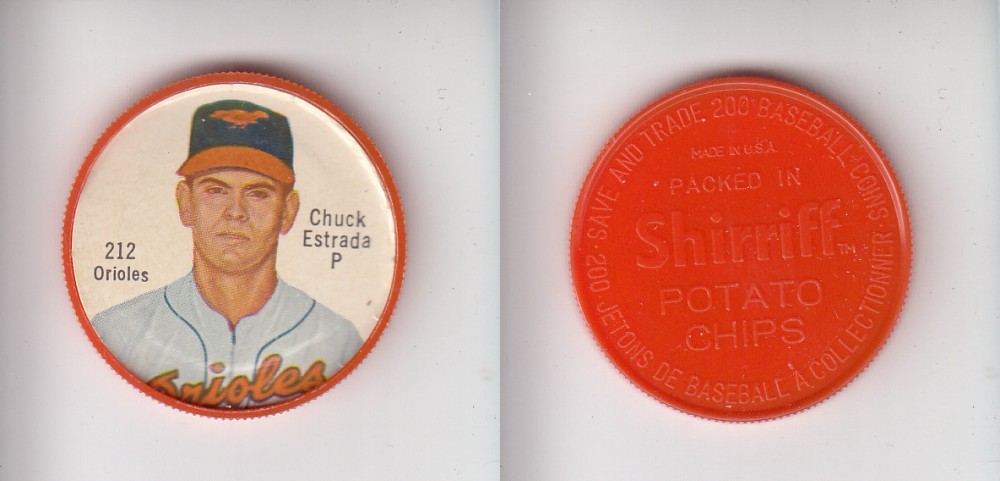 212
Orioles
Chuck
Estrada
P
Orioles
SAVE AND TRADE 200 BASEBALL COINS
MADE IN U.S.A.
PACKED IN
Shirriff™
POTATO
CHIPS
200 JETONS DE BASEBALL A COLLECTIONNER